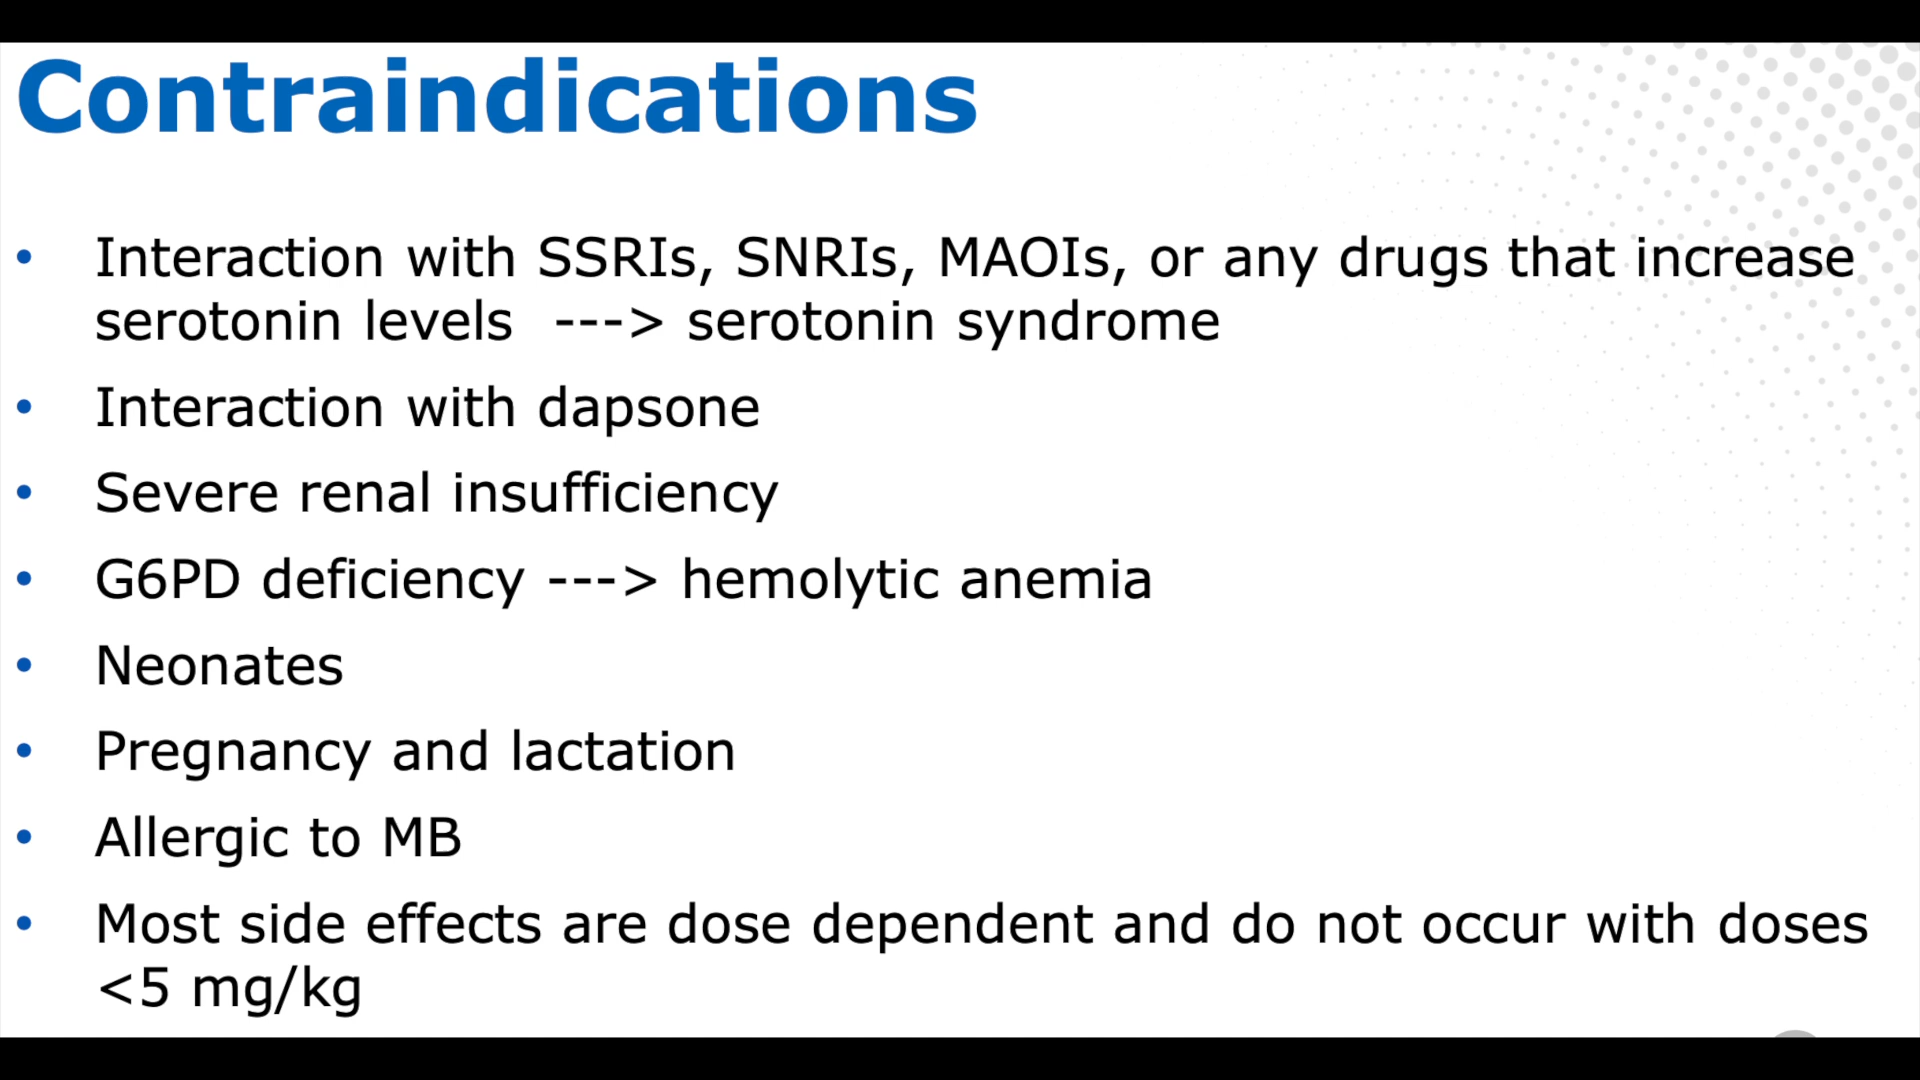 Contraindications
• Interaction with SSRIs, SNRIs, MAOIs, or any drugs that increase
serotonin levels ---> serotonin syndrome
• Interaction with dapsone
• Severe renal insufficiency
• G6PD deficiency ---> hemolytic anemia
• Neonates
• Pregnancy and lactation
• Allergic to MB
• Most side effects are dose dependent and do not occur with doses
<5 mg/kg